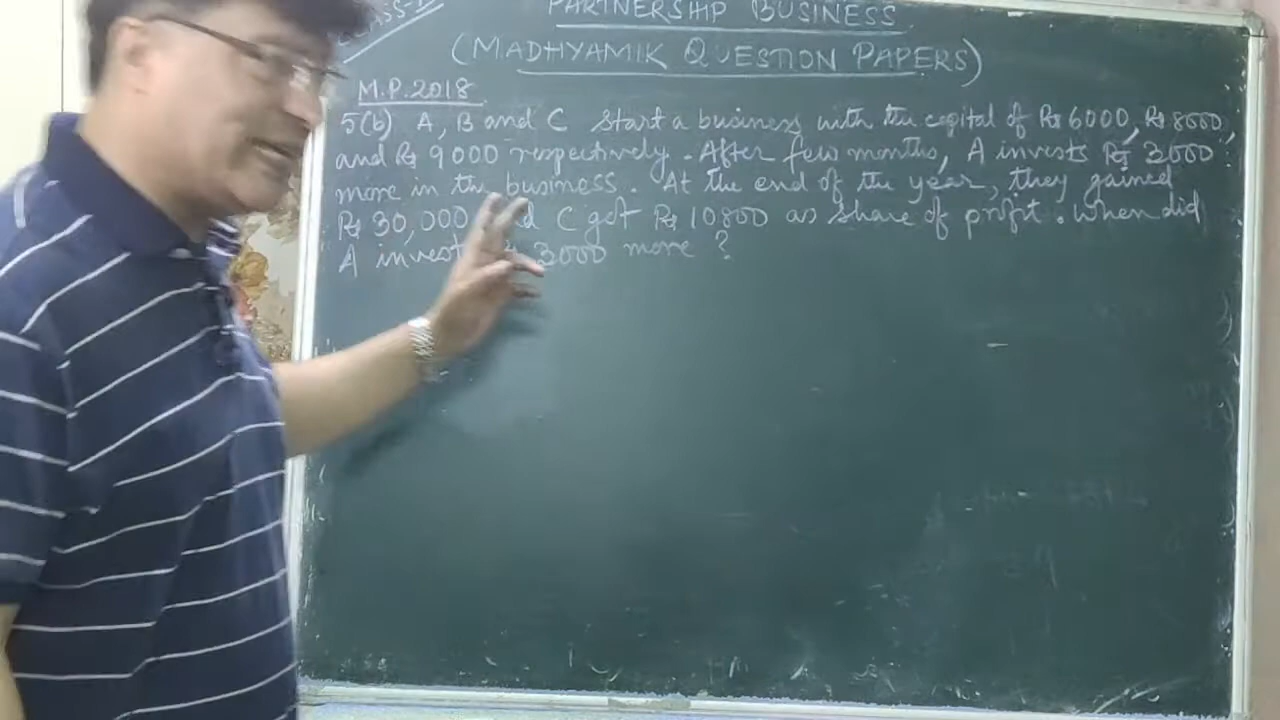 PARTNERSHIP BUSINESS
(MADHYAMIK QUESTION PAPERS)
M.P.2018
5(b) A, B and C start a business with the capital of Rs 6000, Rs 8000,
and Rs 9000 respectively. After few months, A invests Rs 3000
more in the business. At the end of the year, they gained
Rs 30,000 C got Rs 10800 as share of profit. When did
A invest 3000 more ?